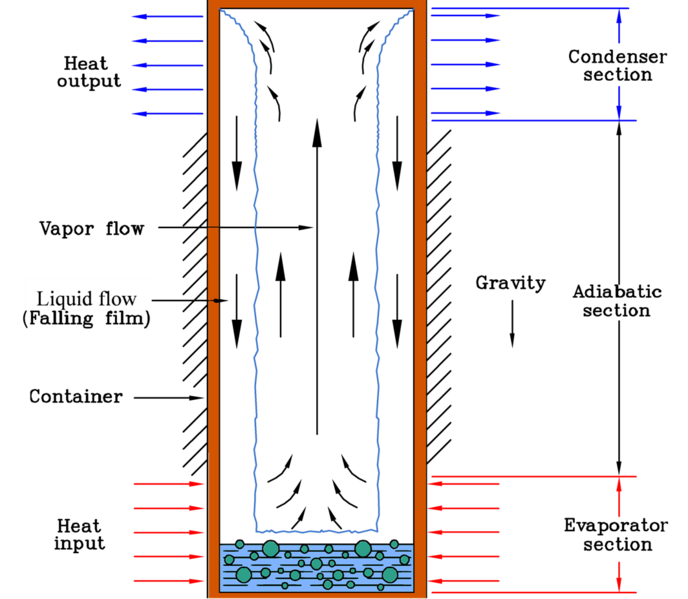 Heat
output
Condenser
section
Vapor flow
Liquid flow
(Falling film)
Gravity
Adiabatic
section
Container
Heat
input
Evaporator
section